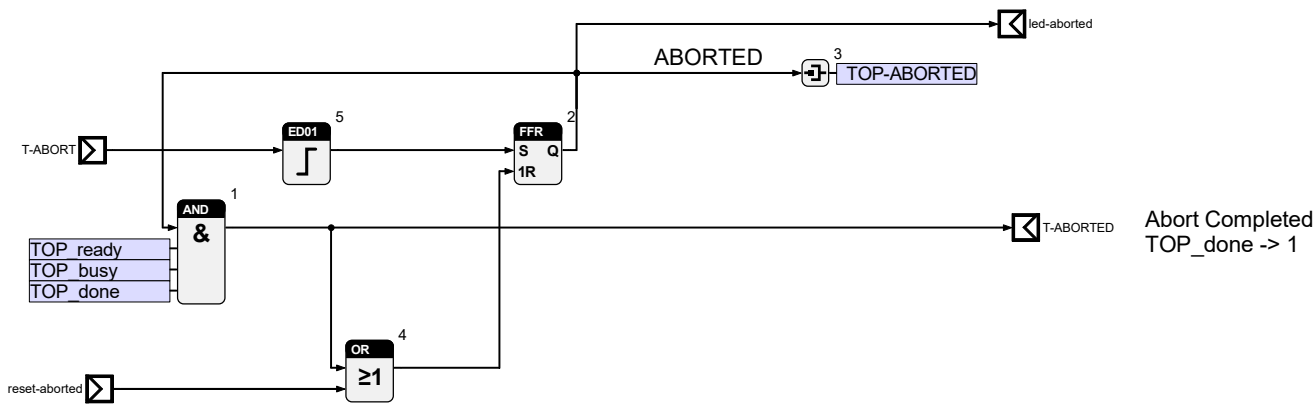 led-aborted
ABORTED
3
TOP-ABORTED
T-ABORT
ED01
5
FFR
2
S Q
1R
AND
1
&
TOP_ready
TOP_busy
TOP_done
T-ABORTED
Abort Completed
TOP_done -> 1
OR
4
≥1
reset-aborted